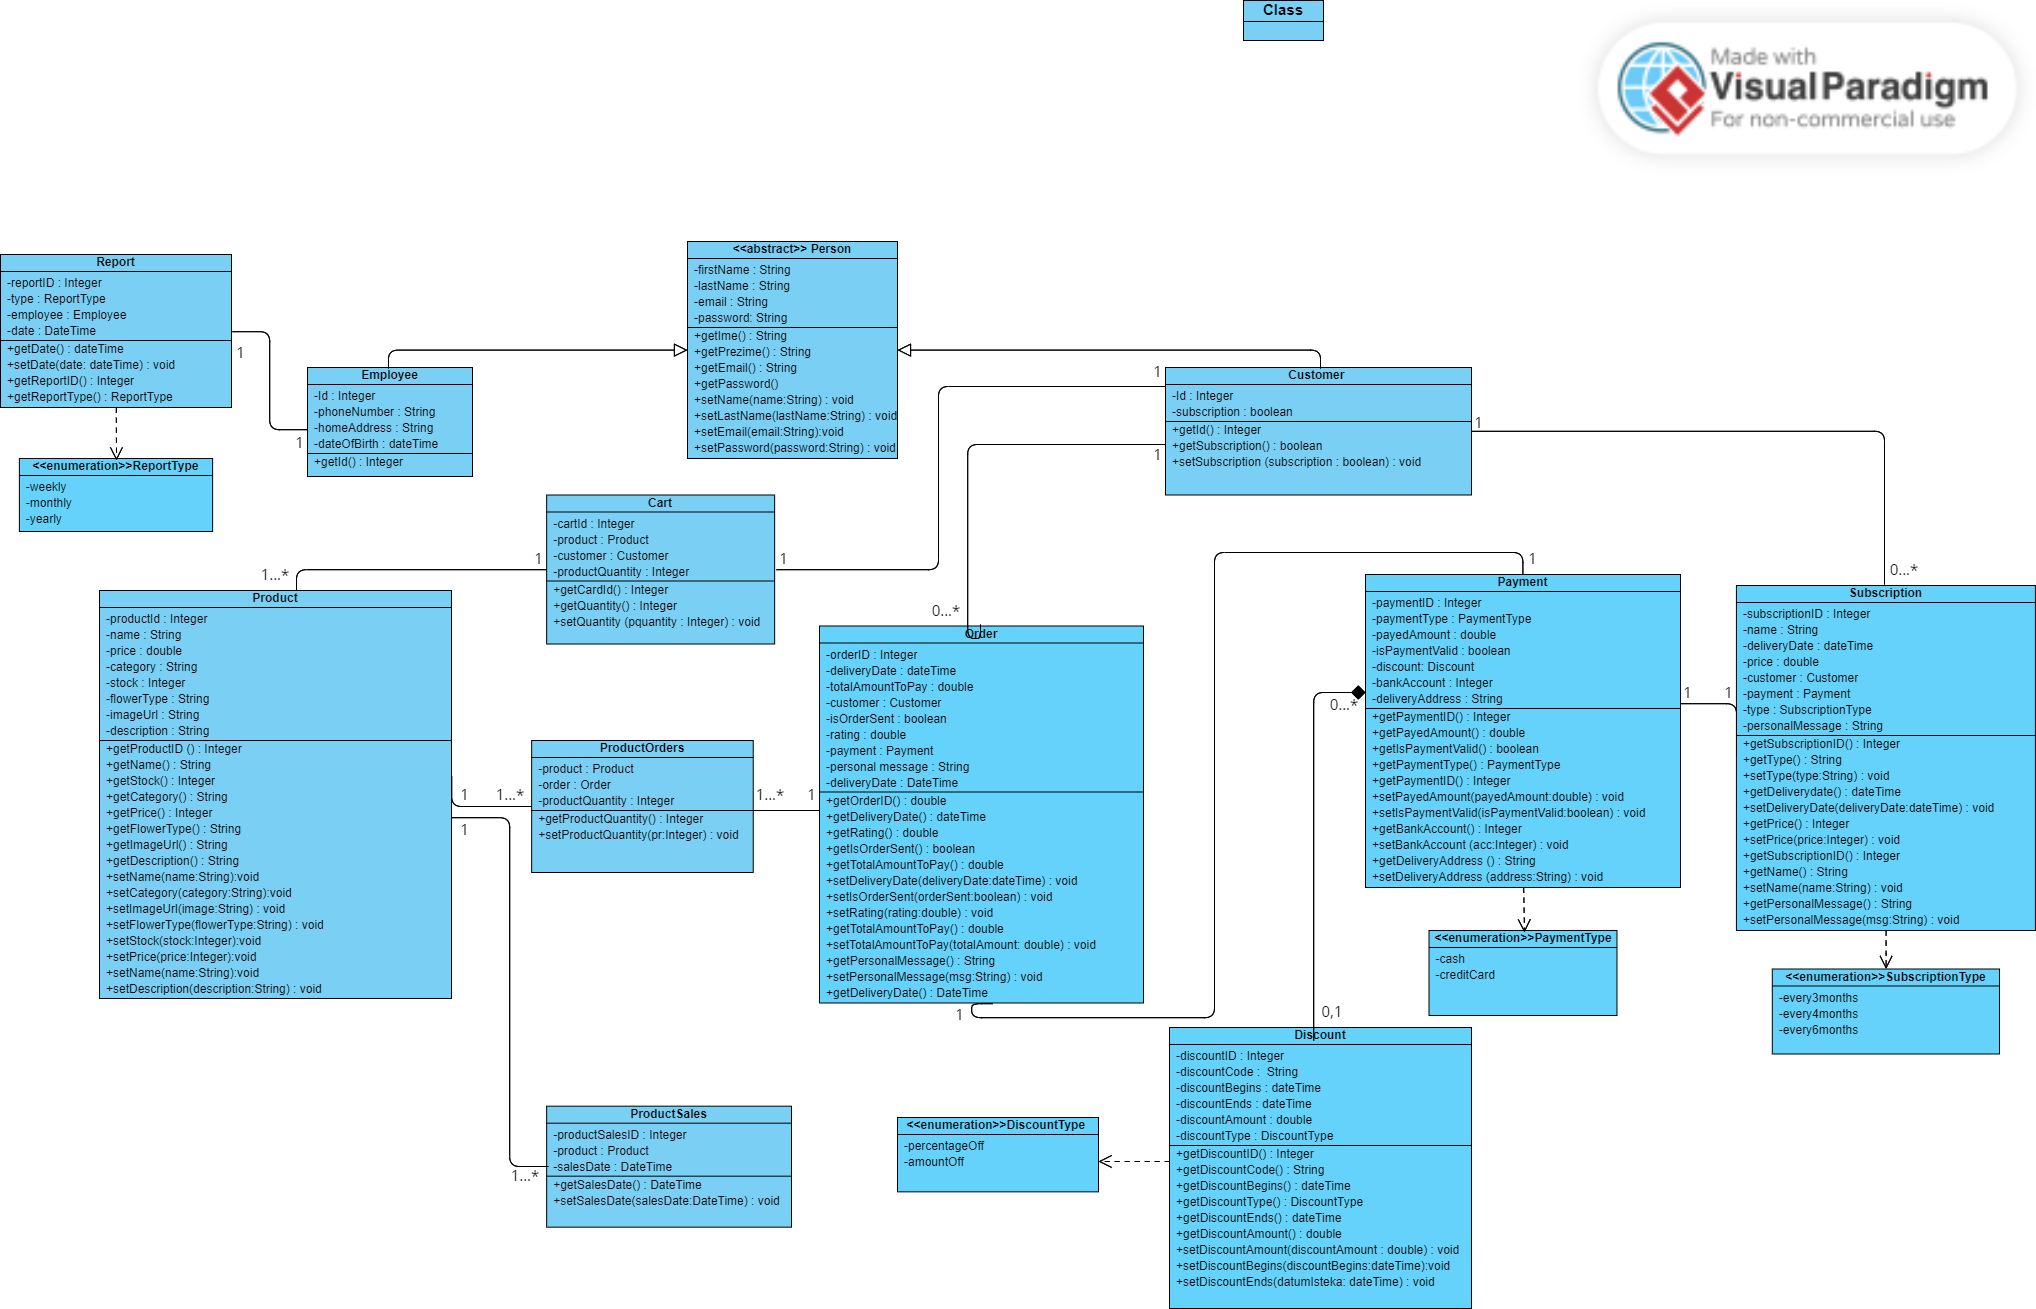 Class
Made with
Visual Paradigm
For non-commercial use
Report
-reportID : Integer
-type : ReportType
-employee : Employee
-date : DateTime
+getDate() : dateTime
+setDate(date: dateTime) : void
+getReportID() : Integer
+getReportType() : ReportType
1
1
<<enumeration>>ReportType
-weekly
-monthly
-yearly
Employee
-Id : Integer
-phoneNumber : String
-homeAddress : String
-dateOfBirth : dateTime
+getId() : Integer
<<abstract>> Person
-firstName : String
-lastName : String
-email : String
-password: String
+getIme() : String
+getPrezime() : String
+getEmail() : String
+getPassword()
+setName(name:String) : void
+setLastName(lastName:String) : void
+setEmail(email:String):void
+setPassword(password:String) : void
Customer
-Id : Integer
-subscription : boolean
+getId() : Integer
+getSubscription() : boolean
+setSubscription (subscription : boolean) : void
1
1
1
Cart
-cartId : Integer
-product : Product
-customer : Customer
-productQuantity : Integer
+getCardId() : Integer
+getQuantity() : Integer
+setQuantity (pquantity : Integer) : void
1
1
1...*
0...*
0...*
Product
-productId : Integer
-name : String
-price : double
-category : String
-stock : Integer
-flowerType : String
-imageUrl : String
-description : String
+getProductID () : Integer
+getName() : String
+getStock() : Integer
+getCategory() : String
+getPrice() : Integer
+getFlowerType() : String
+getImageUrl() : String
+getDescription() : String
+setName(name:String):void
+setCategory(category:String):void
+setImageUrl(image:String) : void
+setFlowerType(flowerType:String) : void
+setStock(stock:Integer):void
+setPrice(price:Integer):void
+setName(name:String):void
+setDescription(description:String) : void
1
1...*
1
ProductOrders
-product : Product
-order : Order
-productQuantity : Integer
+getProductQuantity() : Integer
+setProductQuantity(pr:Integer) : void
1...*
1
Order
-orderID : Integer
-deliveryDate : dateTime
-totalAmountToPay : double
-customer : Customer
-isOrderSent : boolean
-rating : double
-payment : Payment
-personal message : String
-deliveryDate : DateTime
+getOrderID() : double
+getDeliveryDate() : dateTime
+getRating() : double
+getIsOrderSent() : boolean
+getTotalAmountToPay() : double
+setDeliveryDate(deliveryDate:dateTime) : void
+setIsOrderSent(orderSent:boolean) : void
+setRating(rating:double) : void
+getTotalAmountToPay() : double
+setTotalAmountToPay(totalAmount: double) : void
+getPersonalMessage() : String
+setPersonalMessage(msg:String) : void
+getDeliveryDate() : DateTime
1
1
Payment
-paymentID : Integer
-paymentType : PaymentType
-payedAmount : double
-isPaymentValid : boolean
-discount: Discount
-bankAccount : Integer
-deliveryAddress : String
+getPaymentID() : Integer
+getPayedAmount() : double
+getIsPaymentValid() : boolean
+getPaymentType() : PaymentType
+getPaymentID() : Integer
+setPayedAmount(payedAmount:double) : void
+setIsPaymentValid(isPaymentValid:boolean) : void
+getBankAccount() : Integer
+setBankAccount (acc:Integer) : void
+getDeliveryAddress () : String
+setDeliveryAddress (address:String) : void
0...*
1
1
Subscription
-subscriptionID : Integer
-name : String
-deliveryDate : dateTime
-price : double
-customer : Customer
-payment : Payment
-type : SubscriptionType
-personalMessage : String
+getSubscriptionID() : Integer
+getType() : String
+setType(type:String) : void
+getDeliverydate() : dateTime
+setDeliveryDate(deliveryDate:dateTime) : void
+getPrice() : Integer
+setPrice(price:Integer) : void
+getSubscriptionID() : Integer
+getName() : String
+setName(name:String) : void
+getPersonalMessage() : String
+setPersonalMessage(msg:String) : void
<<enumeration>>PaymentType
-cash
-creditCard
<<enumeration>>SubscriptionType
-every3months
-every4months
-every6months
0,1
Discount
-discountID : Integer
-discountCode :  String
-discountBegins : dateTime
-discountEnds : dateTime
-discountAmount : double
-discountType : DiscountType
+getDiscountID() : Integer
+getDiscountCode() : String
+getDiscountBegins() : dateTime
+getDiscountType() : DiscountType
+getDiscountEnds() : dateTime
+getDiscountAmount() : double
+setDiscountAmount(discountAmount : double) : void
+setDiscountBegins(discountBegins:dateTime):void
+setDiscountEnds(datumIsteka: dateTime) : void
<<enumeration>>DiscountType
-percentageOff
-amountOff
ProductSales
-productSalesID : Integer
-product : Product
-salesDate : DateTime
+getSalesDate() : DateTime
+setSalesDate(salesDate:DateTime) : void
1...*